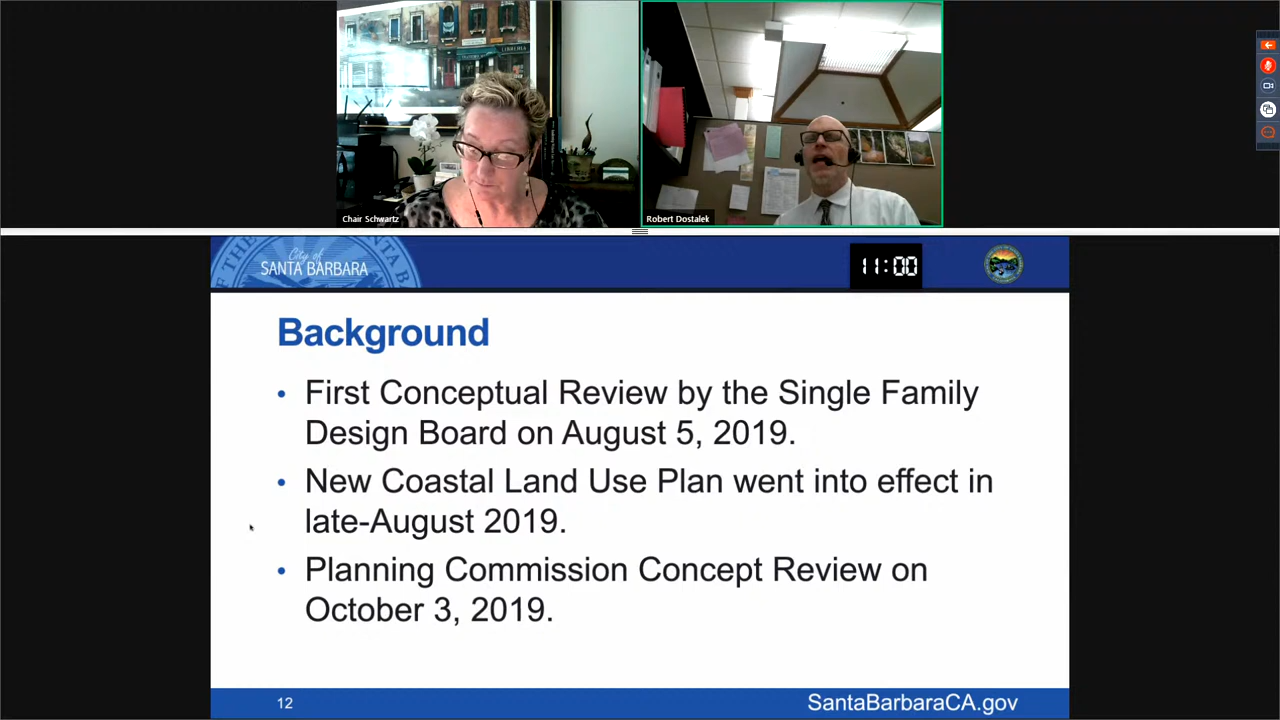 LIBRERIA
Chair Schwartz
Robert Dostalek
City of
SANTA BARBARA
11:00
Background
• First Conceptual Review by the Single Family
Design Board on August 5, 2019.
• New Coastal Land Use Plan went into effect in
late-August 2019.
• Planning Commission Concept Review on
October 3, 2019.
12
SantaBarbaraCA.gov